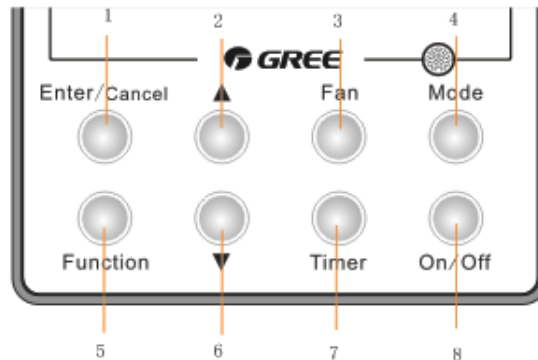 1 2 3 4
GREE
Enter/Cancel ▲ Fan Mode
Function ▼ Timer On/Off
5 6 7 8